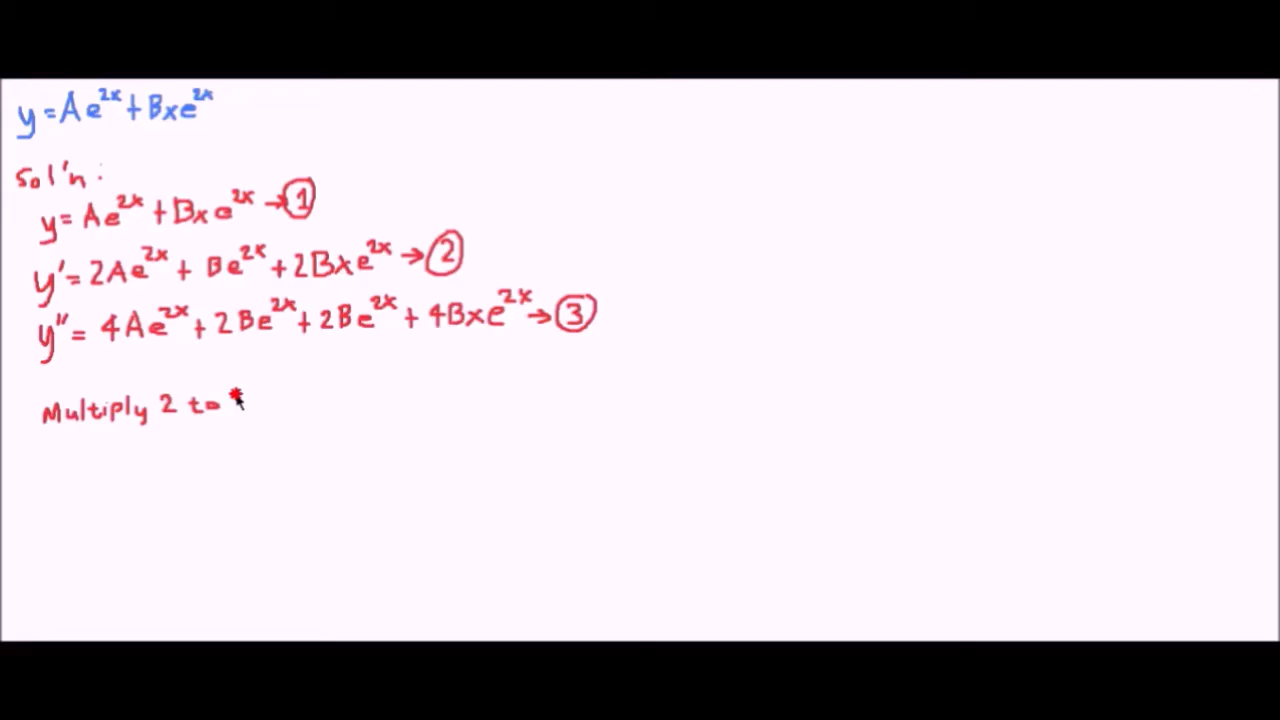 y = Ae^{2x} + Bxe^{2x}
Sol'n :
y = Ae^{2x} + Bxe^{2x} → ①
y' = 2Ae^{2x} + Be^{2x} + 2Bxe^{2x} → ②
y'' = 4Ae^{2x} + 2Be^{2x} + 2Be^{2x} + 4Bxe^{2x} → ③
Multiply 2 to